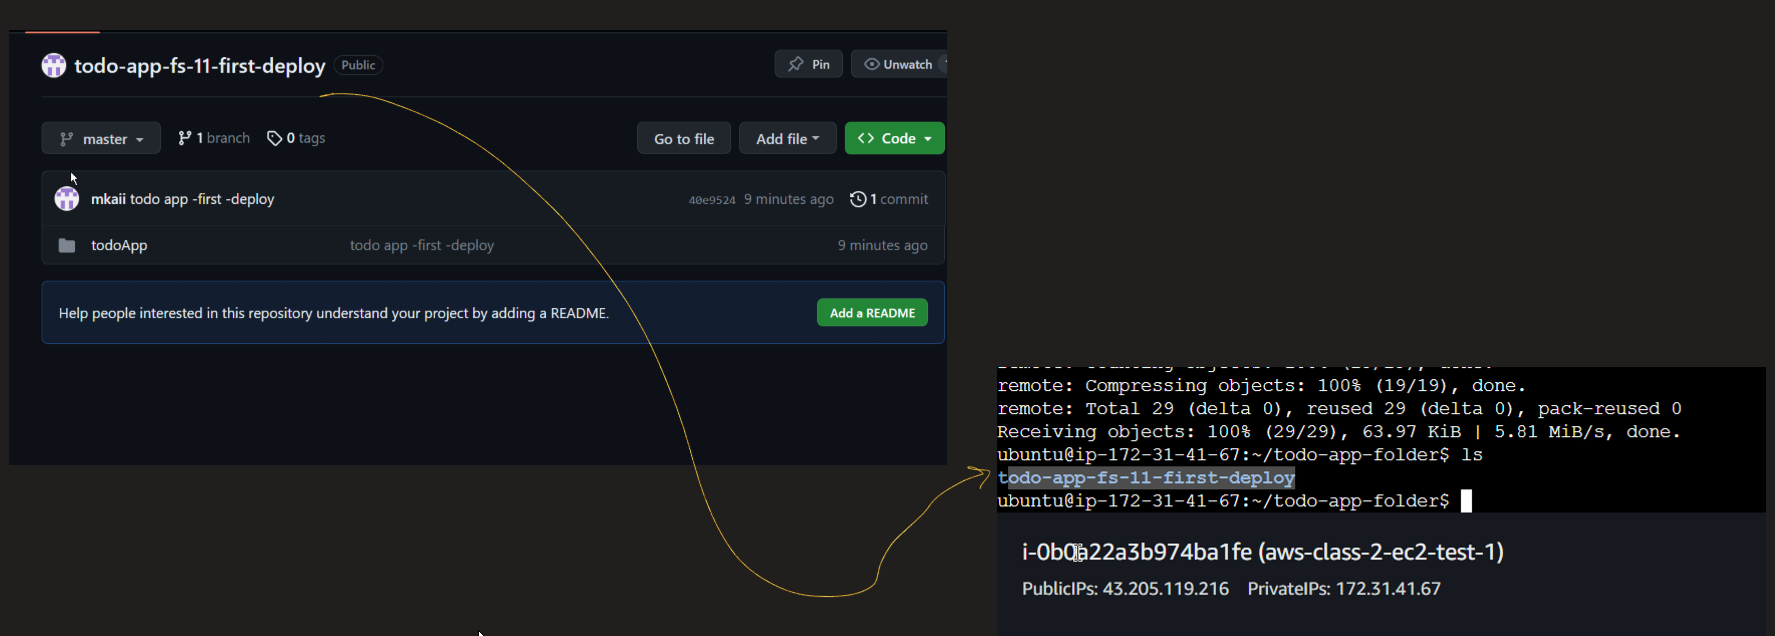 todo-app-fs-11-first-deploy Public
Pin Unwatch
master 1 branch 0 tags Go to file Add file <> Code
mkaii todo app -first -deploy 40e9524 9 minutes ago 1 commit
todoApp todo app -first -deploy 9 minutes ago
Help people interested in this repository understand your project by adding a README. Add a README
remote: Compressing objects: 100% (19/19), done.
remote: Total 29 (delta 0), reused 29 (delta 0), pack-reused 0
Receiving objects: 100% (29/29), 63.97 KiB | 5.81 MiB/s, done.
ubuntu@ip-172-31-41-67:~/todo-app-folder$ ls
todo-app-fs-11-first-deploy
ubuntu@ip-172-31-41-67:~/todo-app-folder$
i-0b0a22a3b974ba1fe (aws-class-2-ec2-test-1)
PublicIPs: 43.205.119.216 PrivateIPs: 172.31.41.67